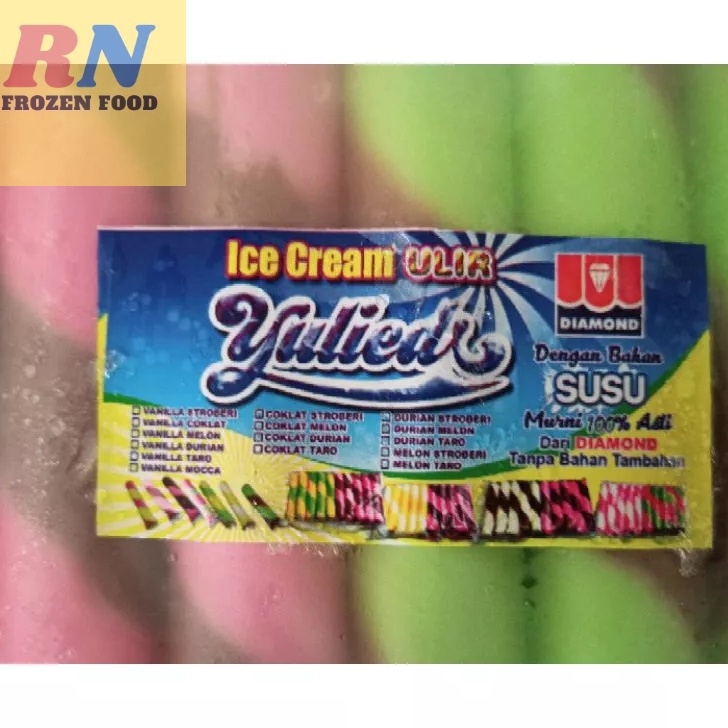 RN
FROZEN FOOD
Ice Cream ULIR
Yuliedi
DIAMOND
Dengan Bahan
SUSU
Murni 100% Asli
Dari DIAMOND
Tanpa Bahan Tambahan
VANILLA STROBERI
VANILLA COKLAT
VANILLA MELON
VANILLA DURIAN
VANILLA TARO
VANILLA MOCCA
COKLAT STROBERI
COKLAT MELON
COKLAT DURIAN
COKLAT TARO
DURIAN STROBERI
DURIAN MELON
DURIAN TARO
MELON STROBERI
MELON TARO